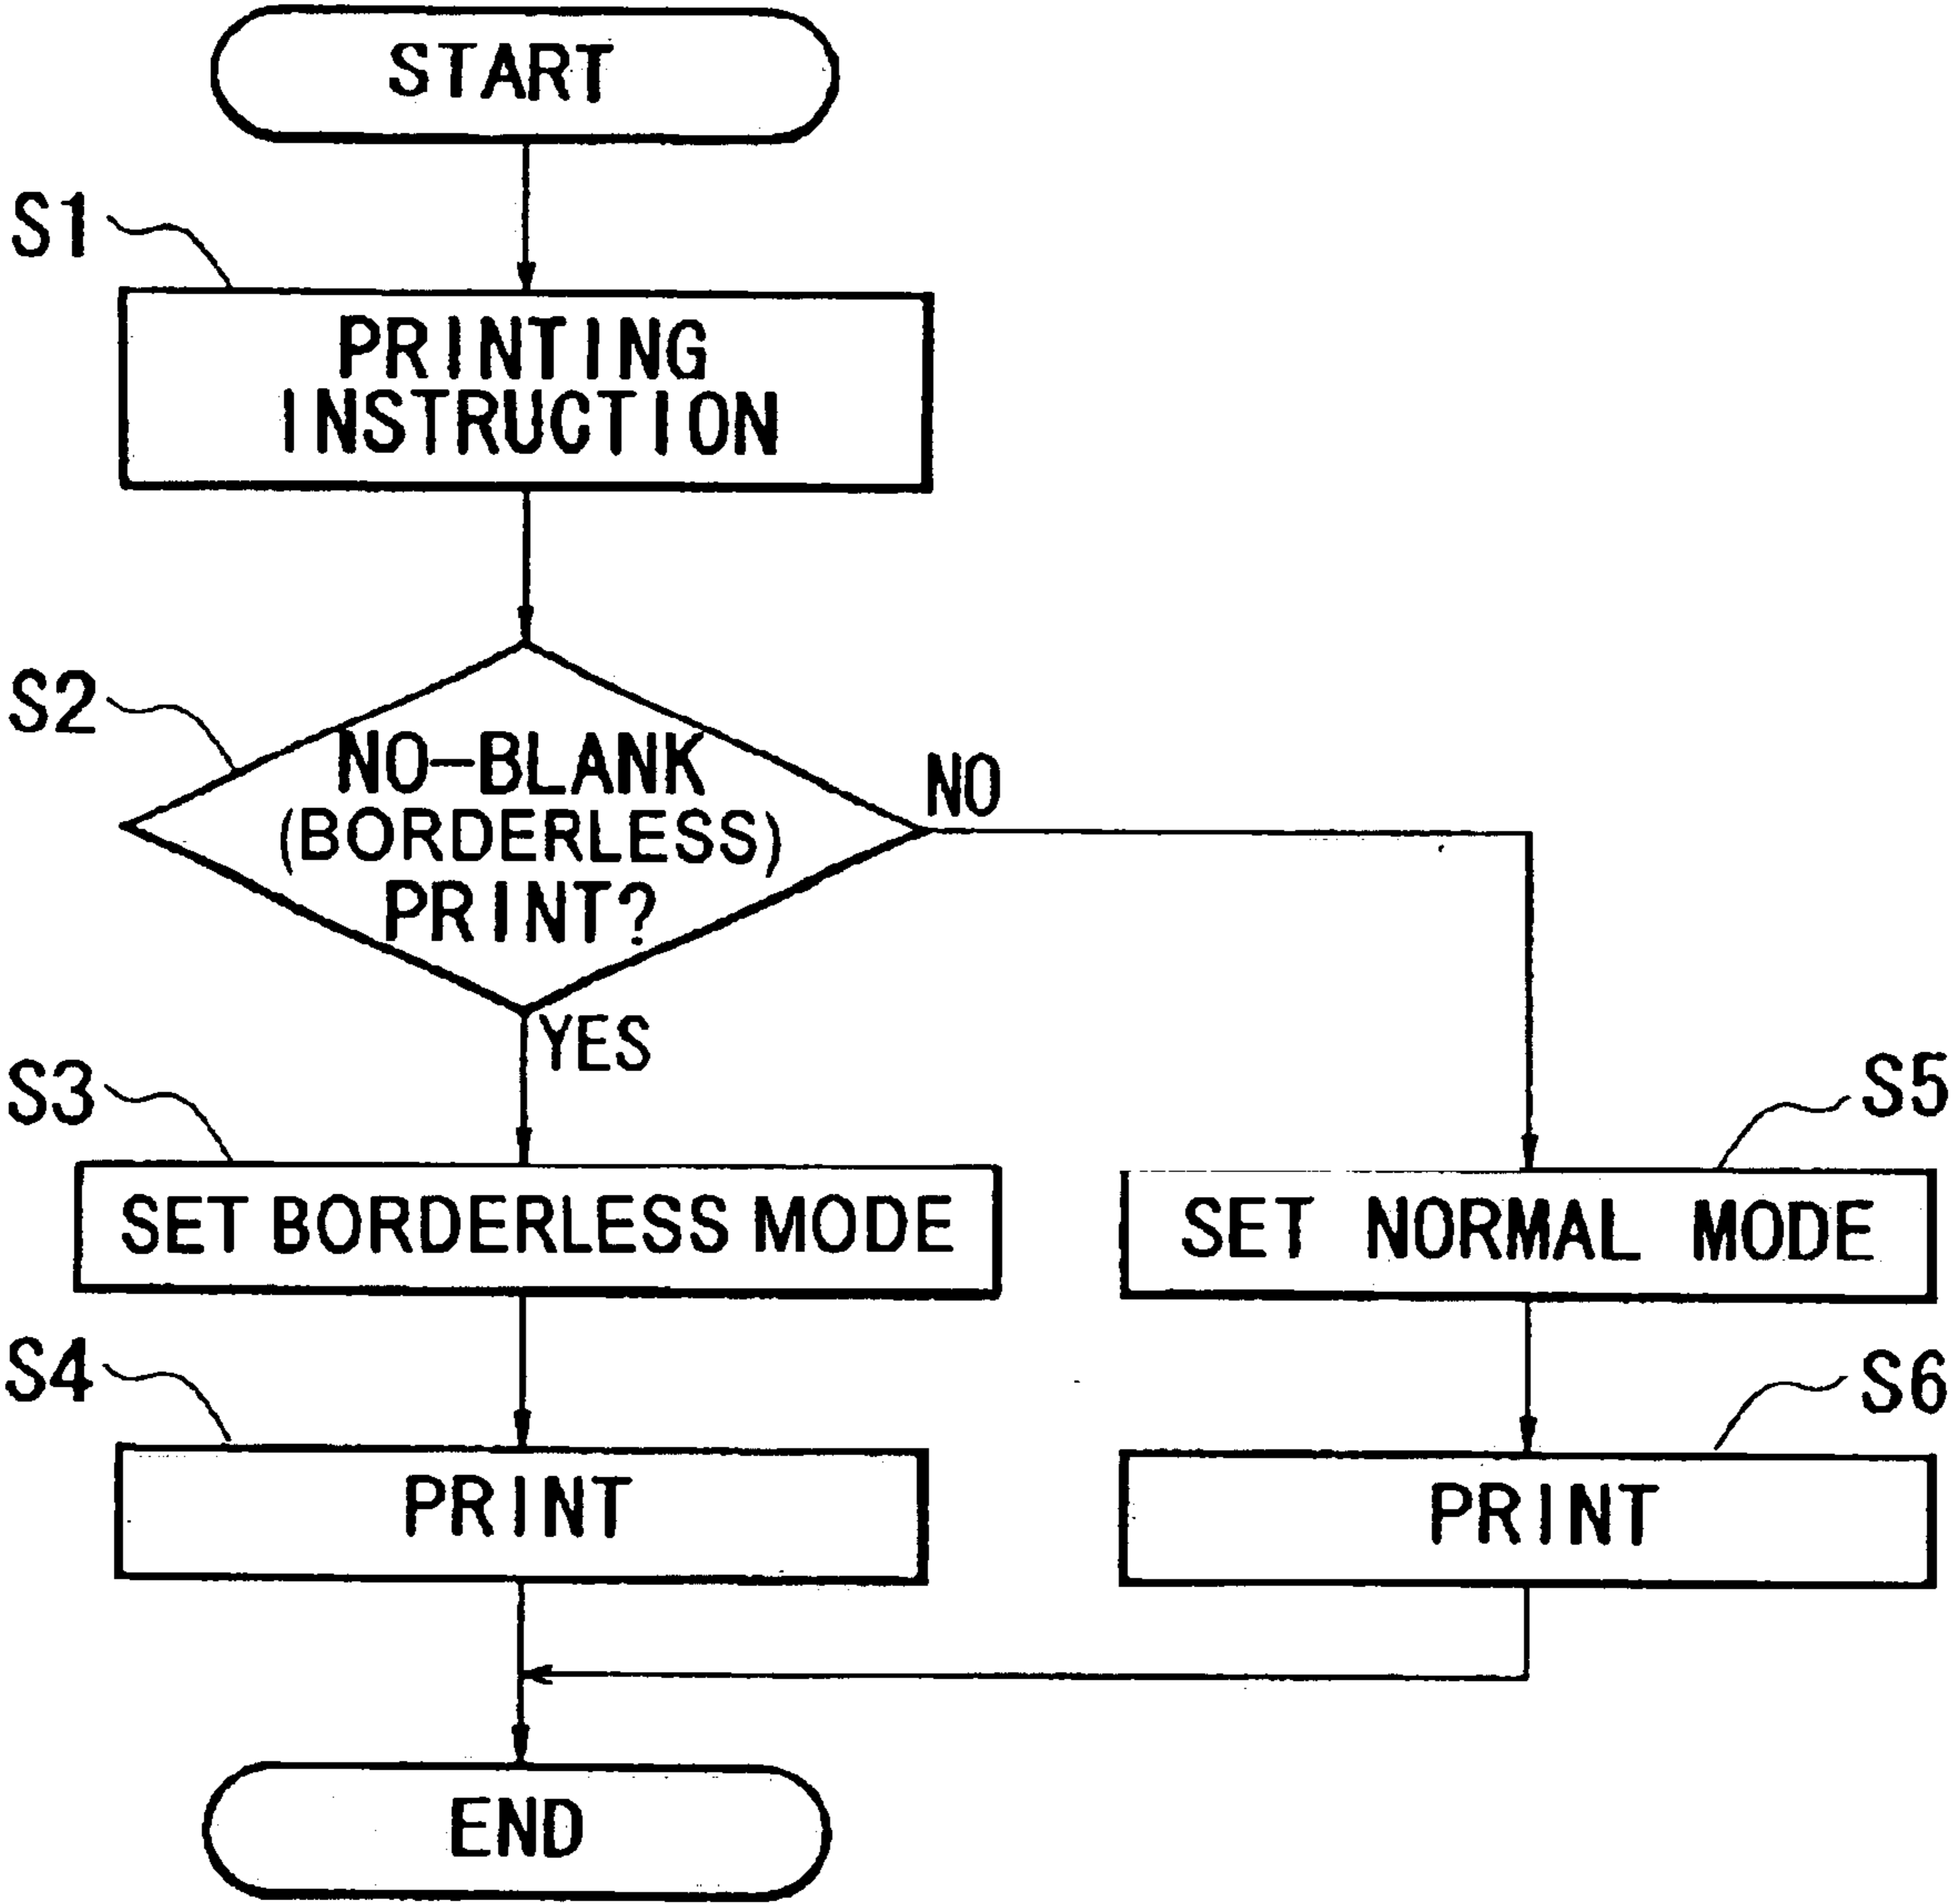 START
S1
PRINTING
INSTRUCTION
S2
NO-BLANK
(BORDERLESS)
PRINT?
NO
YES
S3
SET BORDERLESS MODE
S5
SET NORMAL MODE
S4
PRINT
S6
PRINT
END